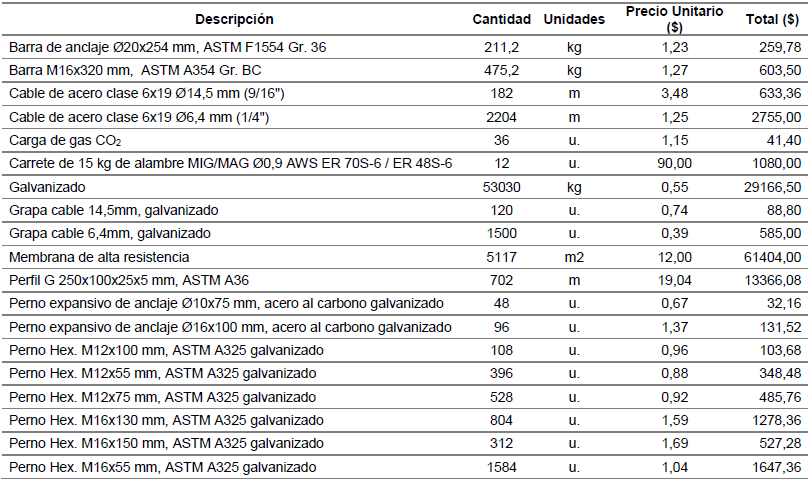 Descripción Cantidad Unidades Precio Unitario ($) Total ($)
Barra de anclaje Ø20x254 mm, ASTM F1554 Gr. 36 211,2 kg 1,23 259,78
Barra M16x320 mm, ASTM A354 Gr. BC 475,2 kg 1,27 603,50
Cable de acero clase 6x19 Ø14,5 mm (9/16") 182 m 3,48 633,36
Cable de acero clase 6x19 Ø6,4 mm (1/4") 2204 m 1,25 2755,00
Carga de gas CO₂ 36 u. 1,15 41,40
Carrete de 15 kg de alambre MIG/MAG Ø0,9 AWS ER 70S-6 / ER 48S-6 12 u. 90,00 1080,00
Galvanizado 53030 kg 0,55 29166,50
Grapa cable 14,5mm, galvanizado 120 u. 0,74 88,80
Grapa cable 6,4mm, galvanizado 1500 u. 0,39 585,00
Membrana de alta resistencia 5117 m2 12,00 61404,00
Perfil G 250x100x25x5 mm, ASTM A36 702 m 19,04 13366,08
Perno expansivo de anclaje Ø10x75 mm, acero al carbono galvanizado 48 u. 0,67 32,16
Perno expansivo de anclaje Ø16x100 mm, acero al carbono galvanizado 96 u. 1,37 131,52
Perno Hex. M12x100 mm, ASTM A325 galvanizado 108 u. 0,96 103,68
Perno Hex. M12x55 mm, ASTM A325 galvanizado 396 u. 0,88 348,48
Perno Hex. M12x75 mm, ASTM A325 galvanizado 528 u. 0,92 485,76
Perno Hex. M16x130 mm, ASTM A325 galvanizado 804 u. 1,59 1278,36
Perno Hex. M16x150 mm, ASTM A325 galvanizado 312 u. 1,69 527,28
Perno Hex. M16x55 mm, ASTM A325 galvanizado 1584 u. 1,04 1647,36